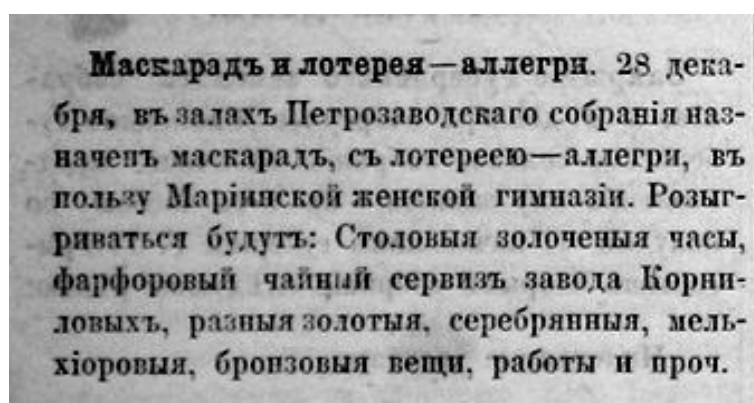 Маскарадъ и лотерея—аллегри. 28 дека-
бря, въ залахъ Петрозаводскаго собранія наз-
наченъ маскарадъ, съ лотереею—аллегри, въ
пользу Маріинской женской гимназіи. Розыг-
риваться будутъ: Столовыя золоченыя часы,
фарфоровый чайный сервизъ завода Корни-
ловыхъ, разныя золотыя, серебрянныя, мель-
хіоровыя, бронзовыя вещи, работы и проч.